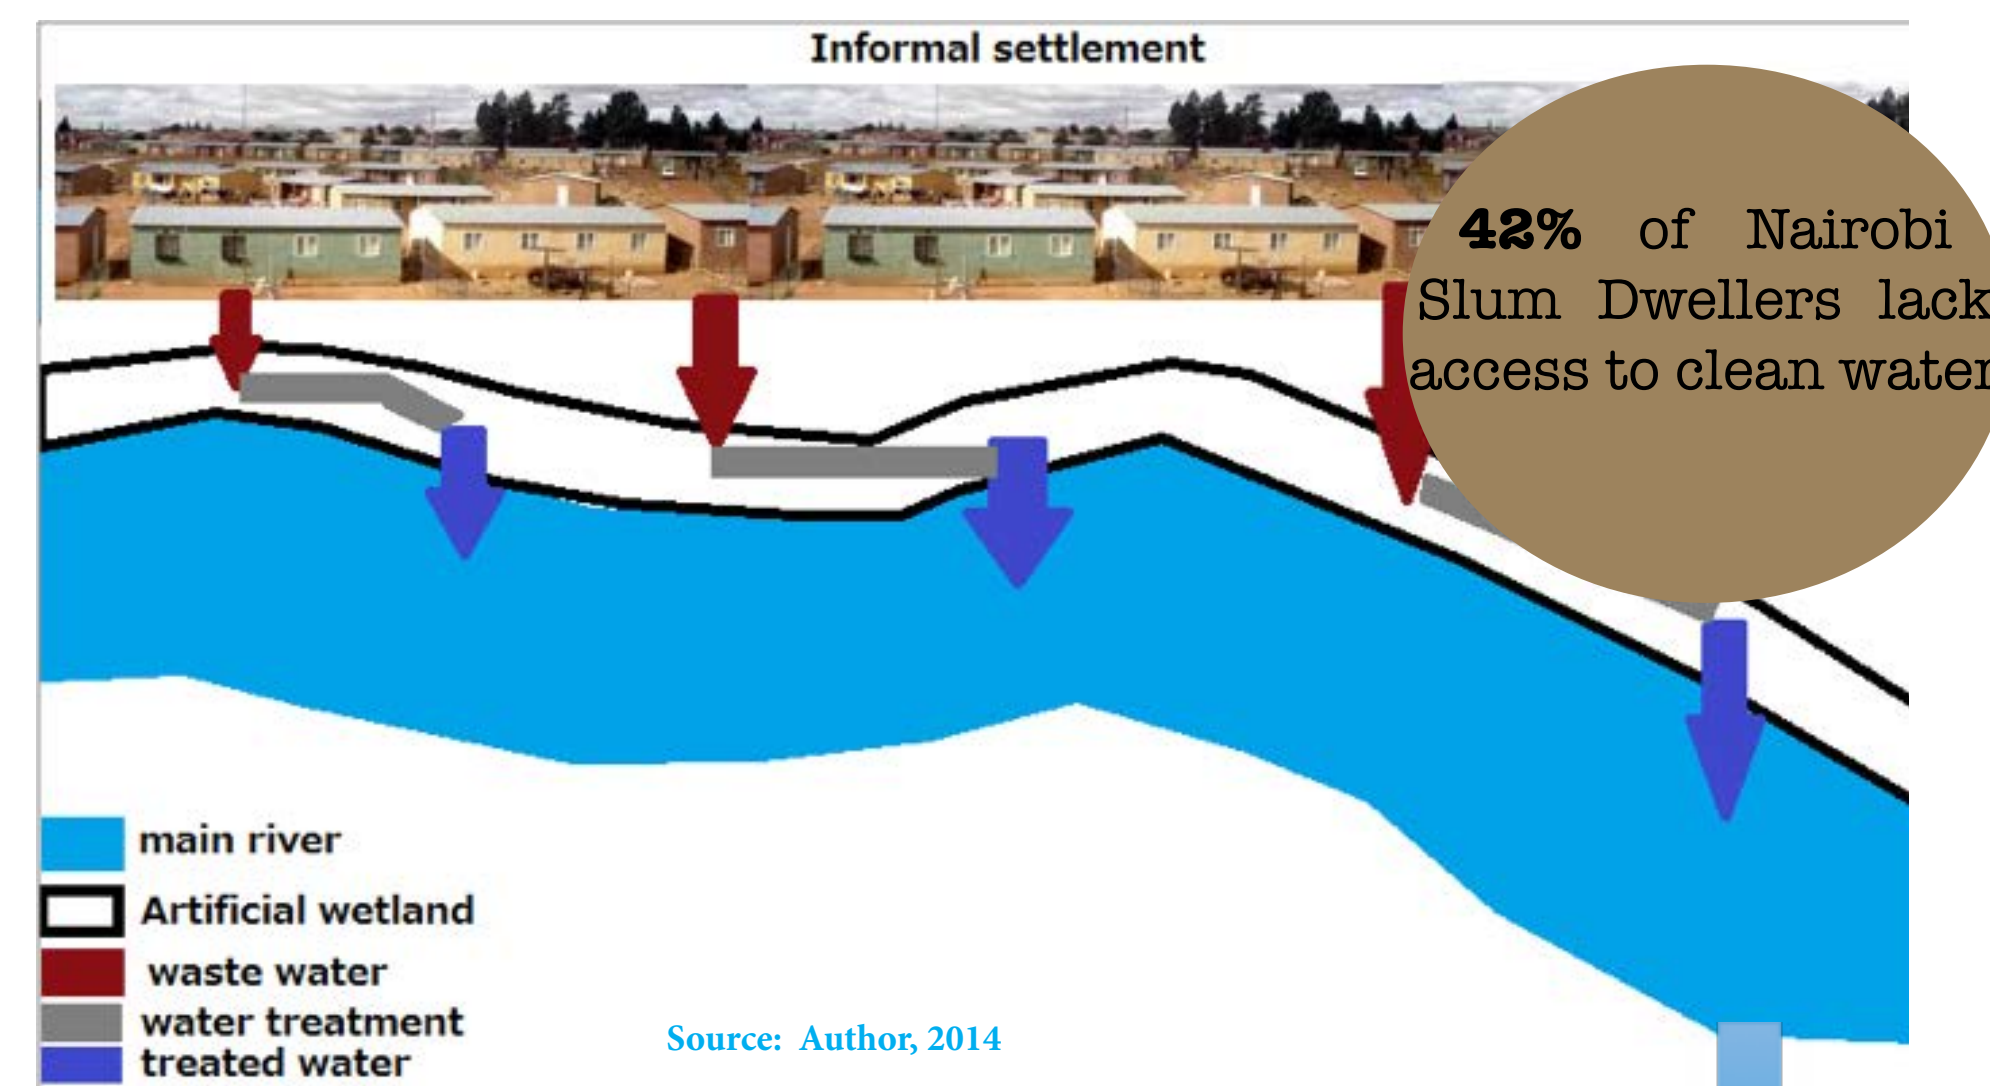 Informal settlement
42% of Nairobi
Slum Dwellers lack
access to clean water
main river
Artificial wetland
waste water
water treatment
treated water
Source: Author, 2014